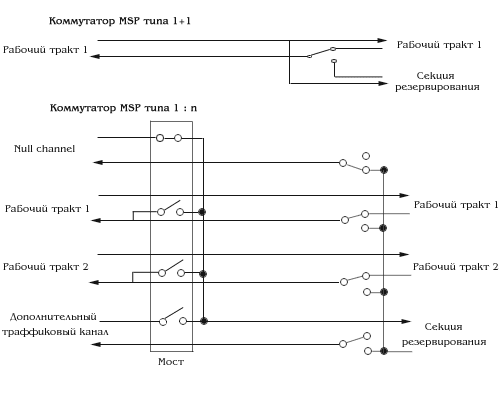 Коммутатор MSP типа 1+1
Рабочий тракт 1
Рабочий тракт 1
Секция
резервирования
Коммутатор MSP типа 1 : n
Null channel
Рабочий тракт 1
Рабочий тракт 1
Рабочий тракт 2
Рабочий тракт 2
Дополнительный
траффиковый канал
Секция
резервирования
Мост